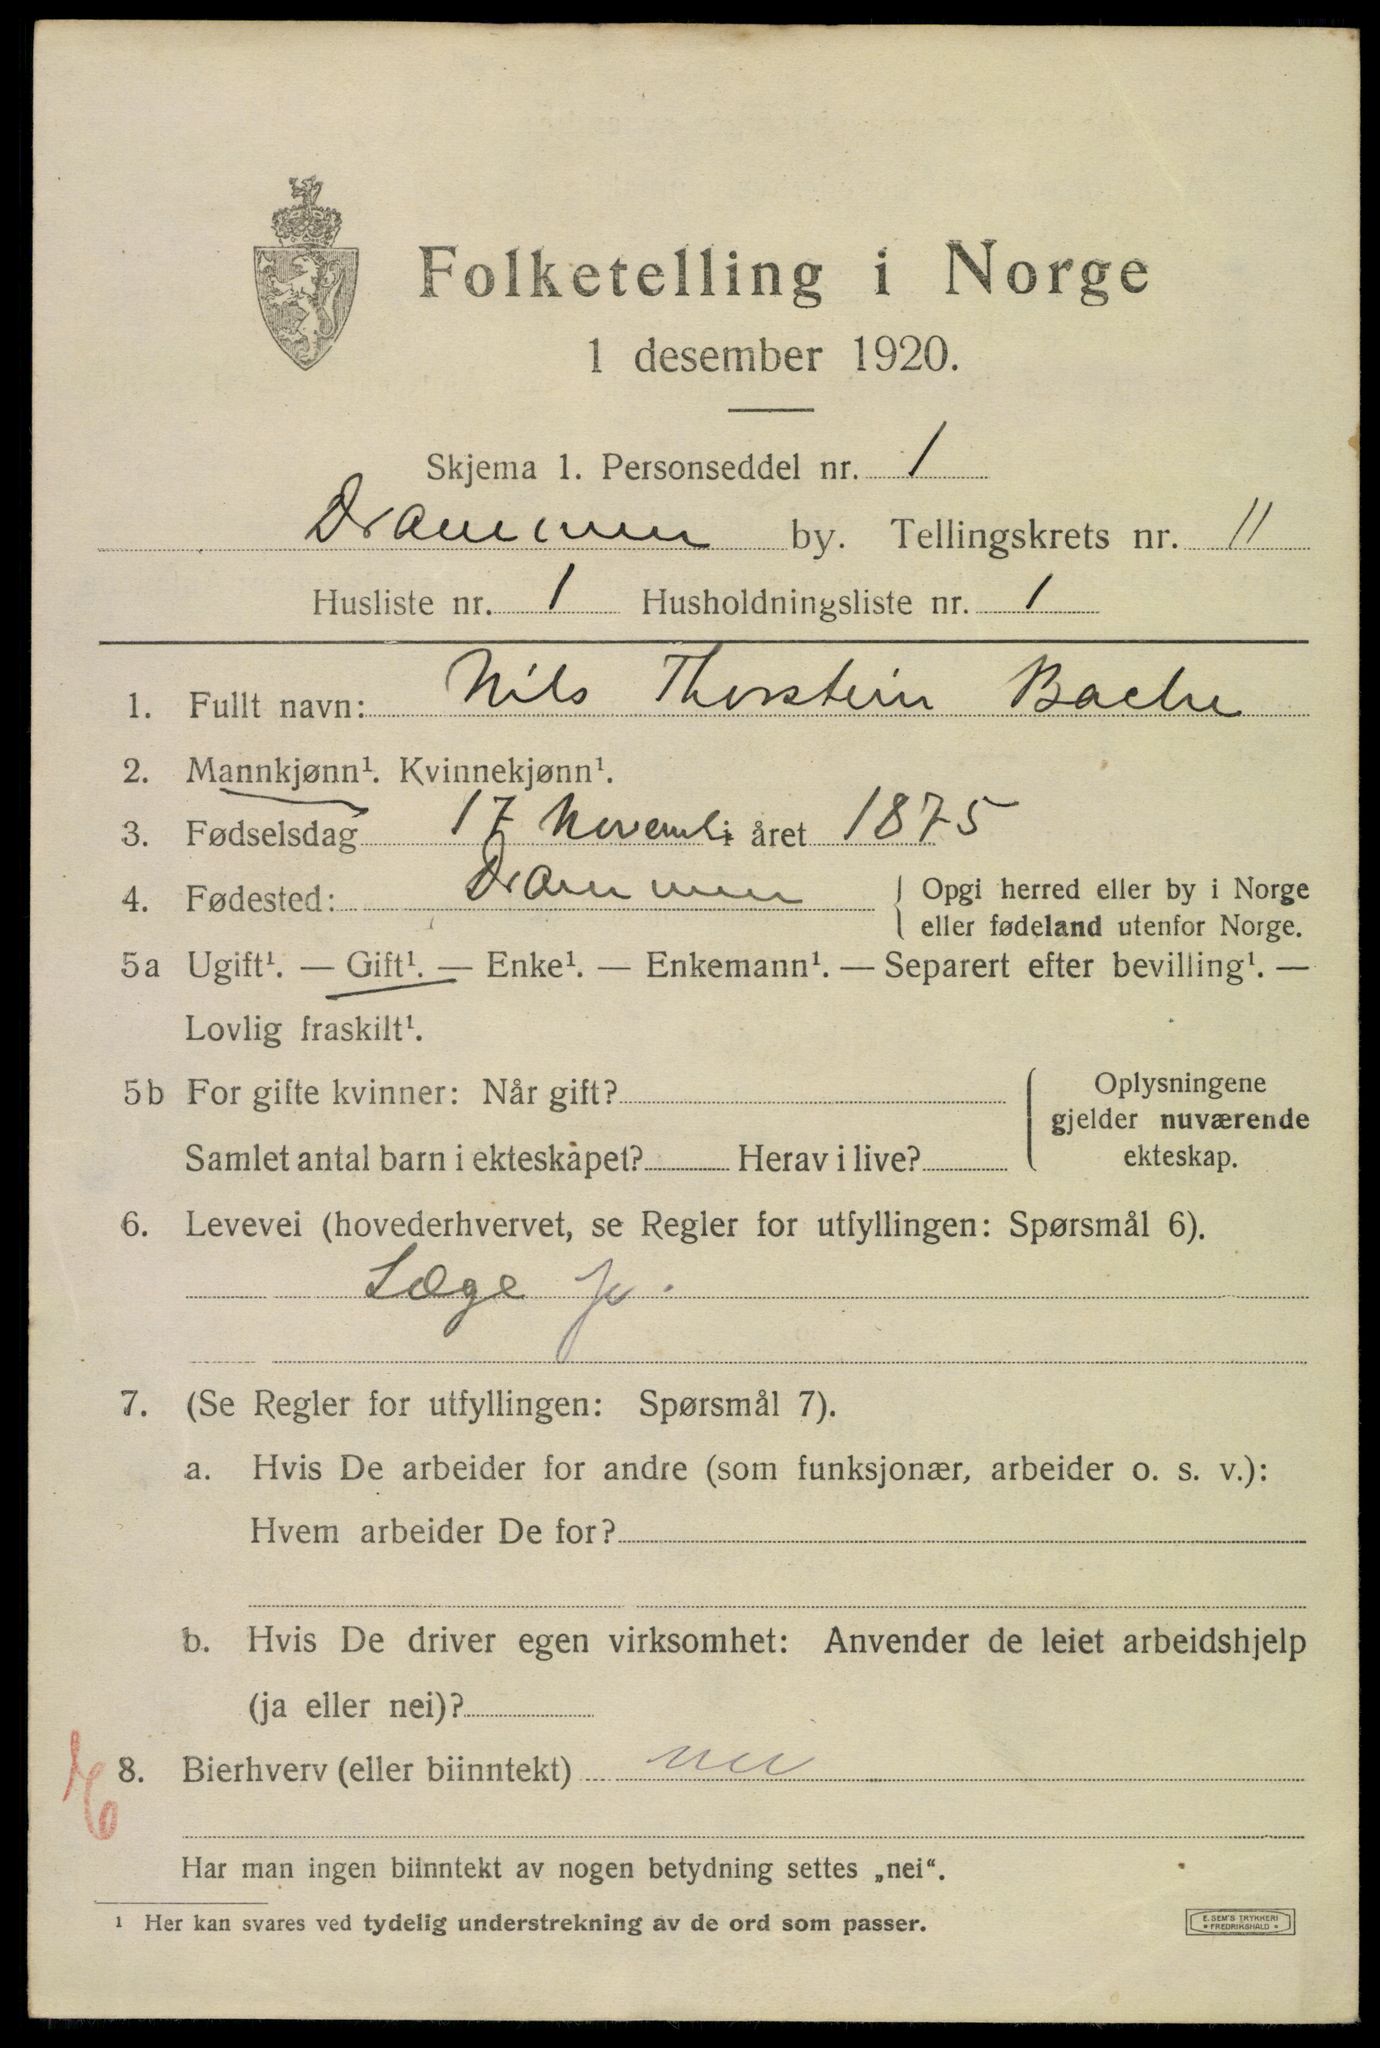 Folketelling i Norge
1 desember 1920.
Skjema 1. Personseddel nr. 1
Drammen by. Tellingskrets nr. 11
Husliste nr. 1 Husholdningsliste nr. 1
1. Fullt navn: Nils Thorstein Bache
2. Mannkjønn¹. Kvinnekjønn¹.
3. Fødselsdag 17 Novemb. i året 1875
4. Fødested: Drammen { Opgi herred eller by i Norge
eller fødeland utenfor Norge.
5a Ugift¹. — Gift¹. — Enke¹. — Enkemann¹. — Separert efter bevilling¹. —
Lovlig fraskilt¹.
5b For gifte kvinner: Når gift?
Samlet antal barn i ekteskapet? Herav i live?
{ Oplysningene
gjelder nuværende
ekteskap.
6. Levevei (hovederhvervet, se Regler for utfyllingen: Spørsmål 6).
Læge
7. (Se Regler for utfyllingen: Spørsmål 7).
a. Hvis De arbeider for andre (som funksjonær, arbeider o. s. v.):
Hvem arbeider De for?
b. Hvis De driver egen virksomhet: Anvender de leiet arbeidshjelp
(ja eller nei)?
8. Bierhverv (eller biinntekt) nei
Har man ingen biinntekt av nogen betydning settes „nei“.
¹ Her kan svares ved tydelig understrekning av de ord som passer.
E. SEM'S TRYKKERI
• FREDRIKSHALD •